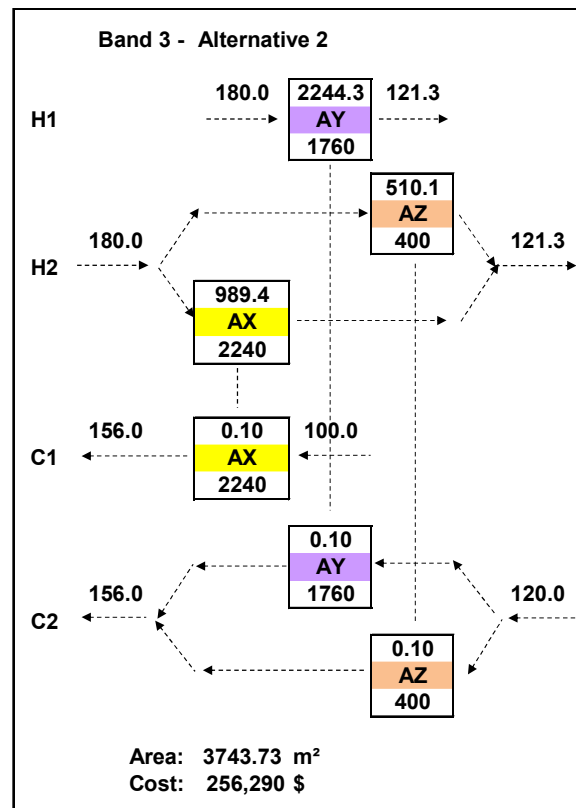 Band 3 - Alternative 2
180.0 2244.3 121.3
H1 AY
1760
510.1
AZ
180.0 400 121.3
H2
989.4
AX
2240
156.0 0.10 100.0
C1 AX
2240
0.10
AY
156.0 1760 120.0
C2
0.10
AZ
400
Area: 3743.73 m²
Cost: 256,290 $